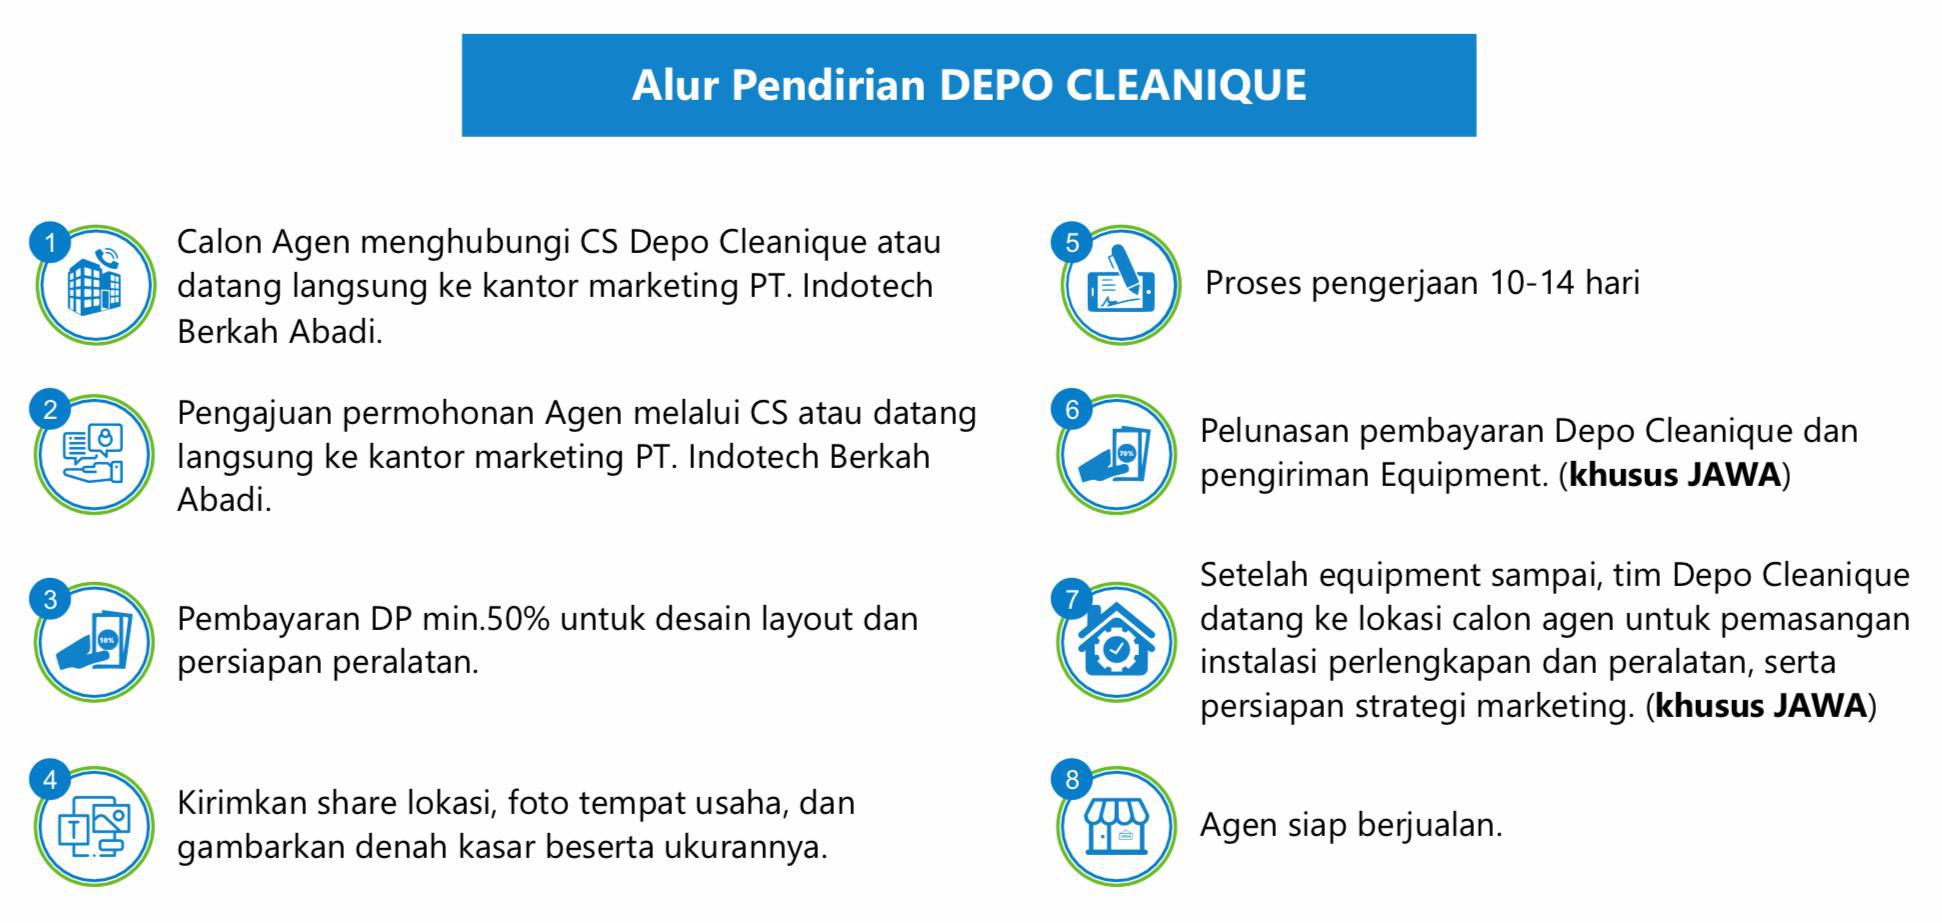 Alur Pendirian DEPO CLEANIQUE
1
Calon Agen menghubungi CS Depo Cleanique atau
datang langsung ke kantor marketing PT. Indotech
Berkah Abadi.
2
Pengajuan permohonan Agen melalui CS atau datang
langsung ke kantor marketing PT. Indotech Berkah
Abadi.
3
10%
Pembayaran DP min.50% untuk desain layout dan
persiapan peralatan.
4
T
Kirimkan share lokasi, foto tempat usaha, dan
gambarkan denah kasar beserta ukurannya.
5
Proses pengerjaan 10-14 hari
6
70%
Pelunasan pembayaran Depo Cleanique dan
pengiriman Equipment. (khusus JAWA)
7
Setelah equipment sampai, tim Depo Cleanique
datang ke lokasi calon agen untuk pemasangan
instalasi perlengkapan dan peralatan, serta
persiapan strategi marketing. (khusus JAWA)
8
OPEN
Agen siap berjualan.